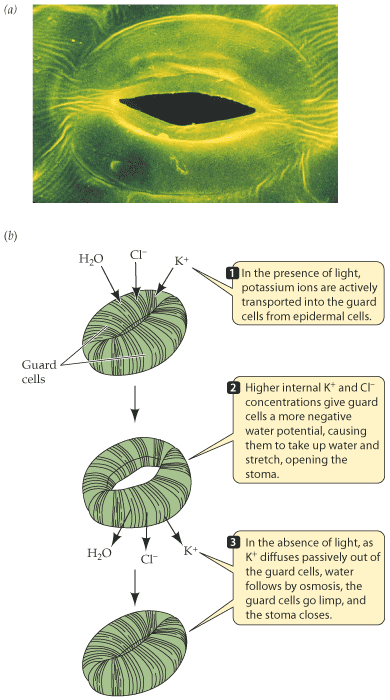 (a)
(b)
H₂O
Cl⁻
K⁺
1 In the presence of light,
potassium ions are actively
transported into the guard
cells from epidermal cells.
Guard
cells
2 Higher internal K⁺ and Cl⁻
concentrations give guard
cells a more negative
water potential, causing
them to take up water and
stretch, opening the
stoma.
H₂O
Cl⁻
K⁺
3 In the absence of light, as
K⁺ diffuses passively out of
the guard cells, water
follows by osmosis, the
guard cells go limp, and
the stoma closes.